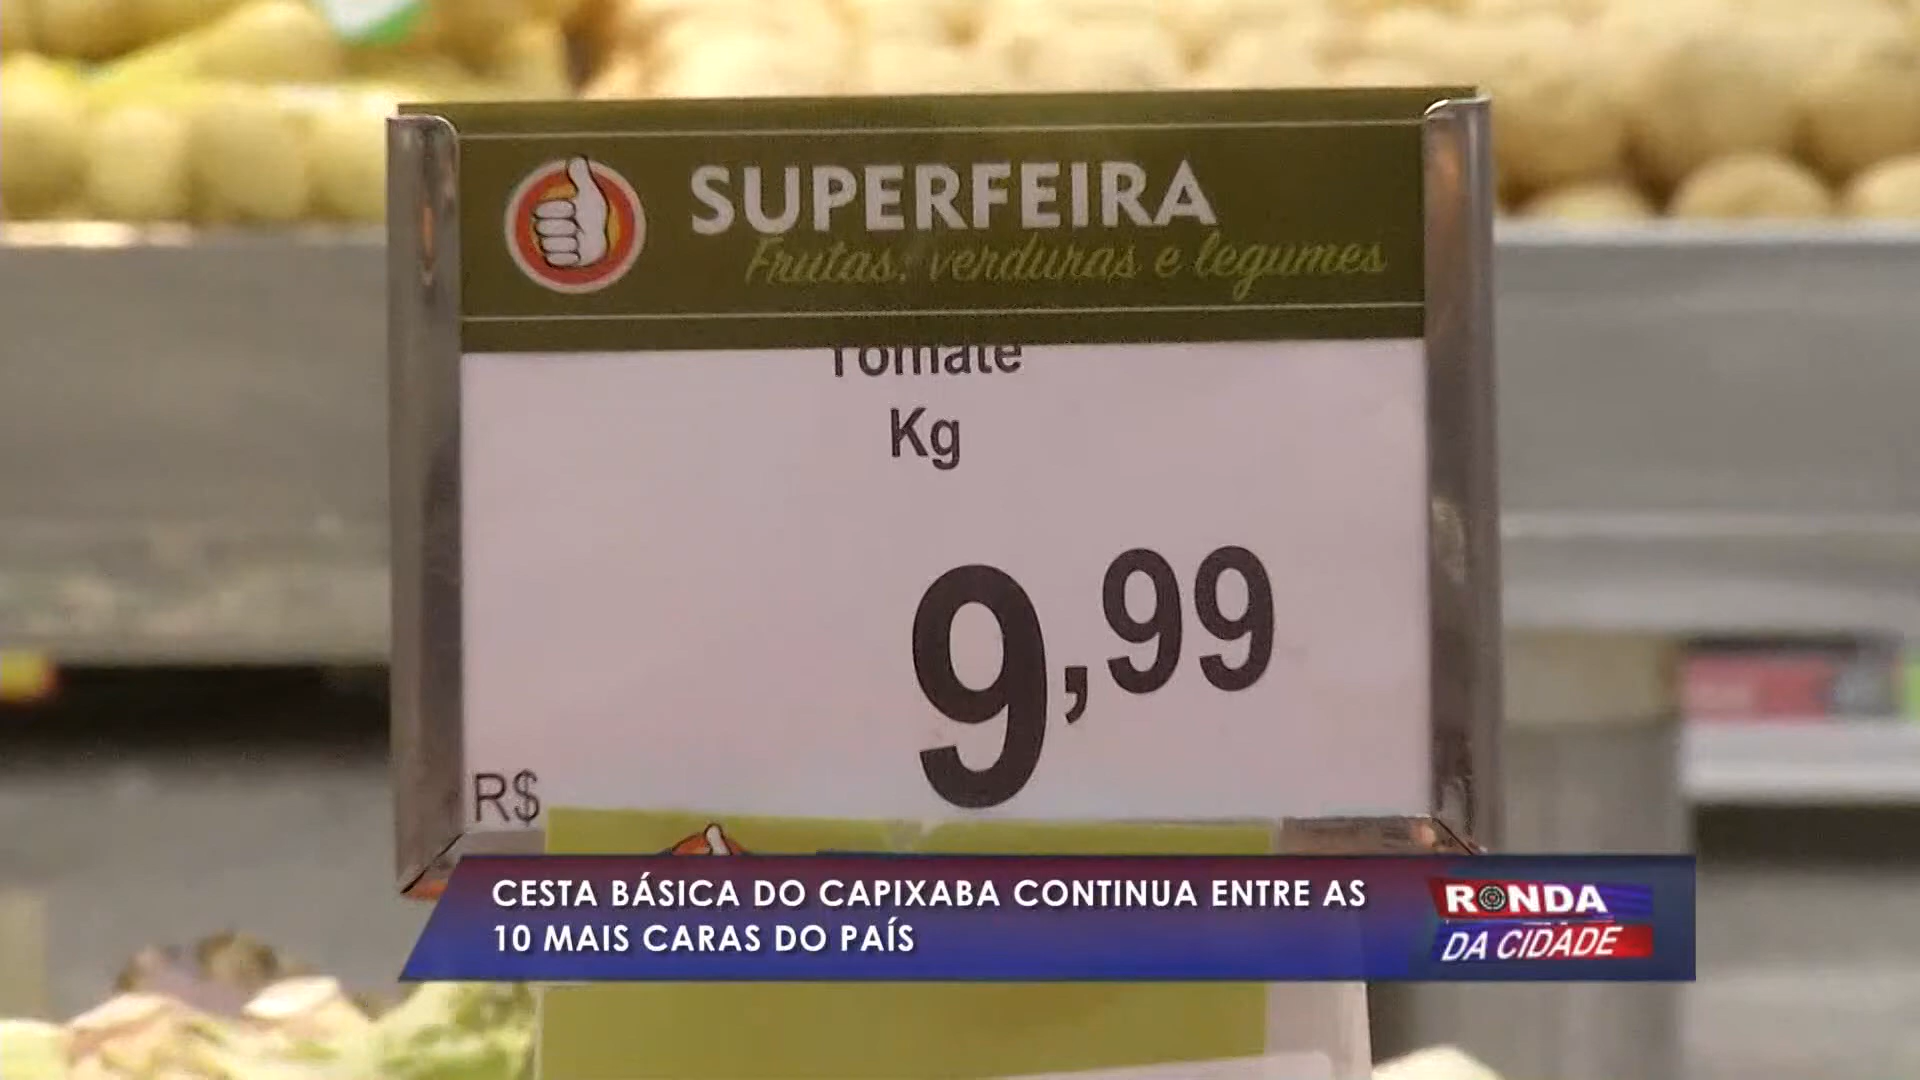 SUPERFEIRA
Frutas, verduras e legumes
Tomate
Kg
9,99
R$
CESTA BÁSICA DO CAPIXABA CONTINUA ENTRE AS
10 MAIS CARAS DO PAÍS
RONDA
DA CIDADE